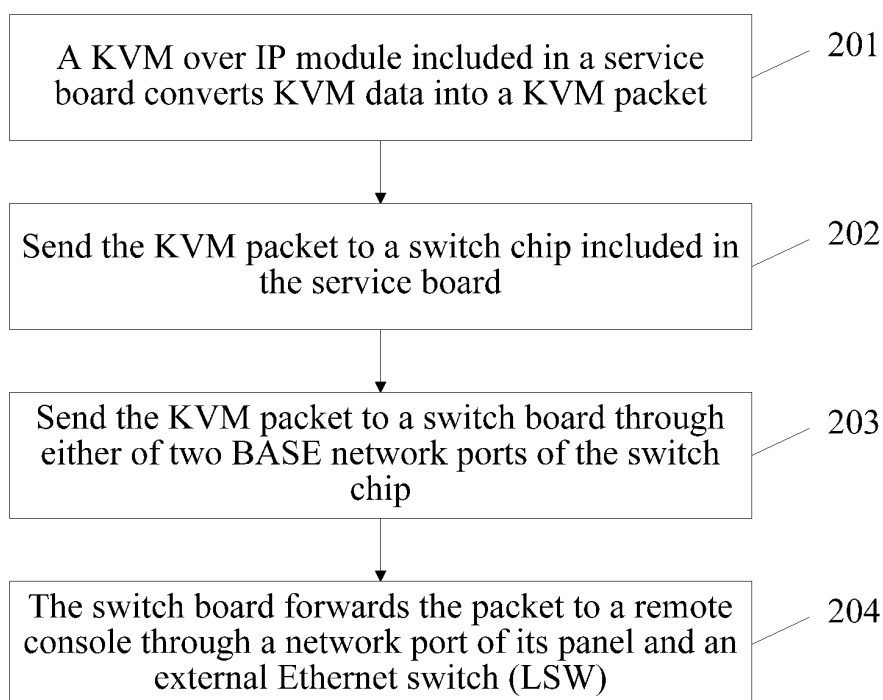 A KVM over IP module included in a service
board converts KVM data into a KVM packet
201
Send the KVM packet to a switch chip included in
the service board
202
Send the KVM packet to a switch board through
either of two BASE network ports of the switch
chip
203
The switch board forwards the packet to a remote
console through a network port of its panel and an
external Ethernet switch (LSW)
204